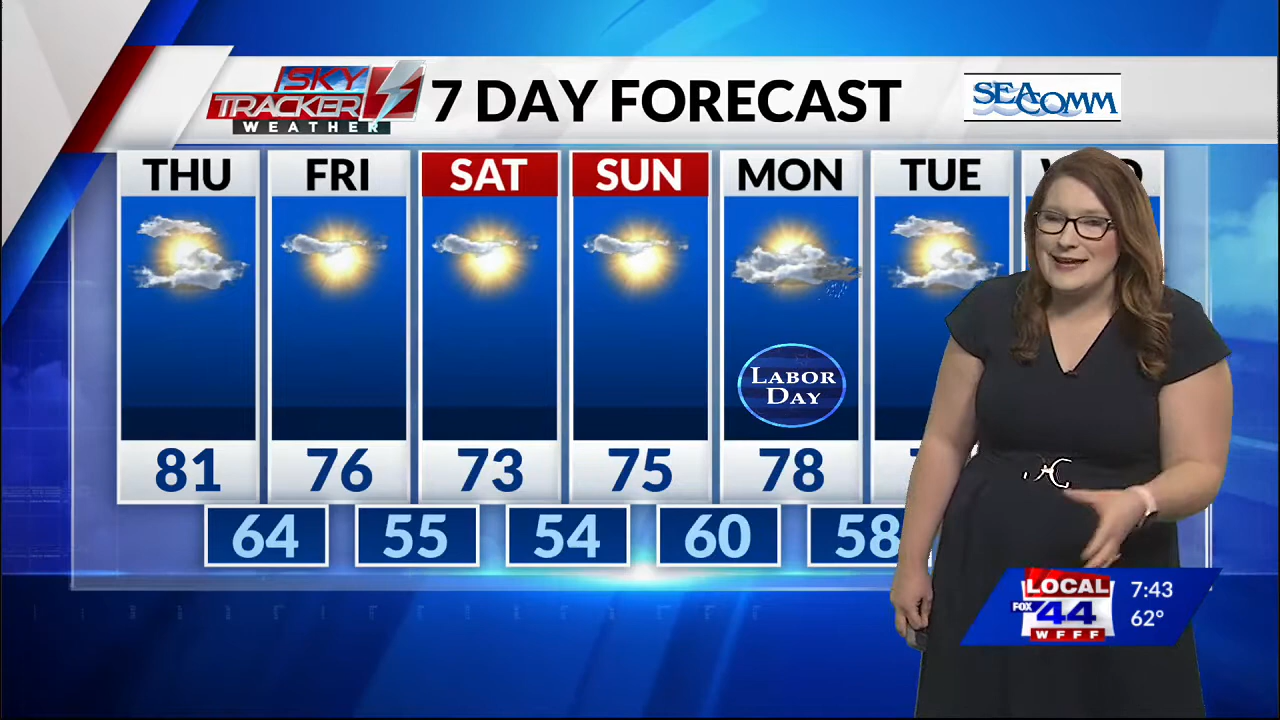 SKY
TRACKER
WEATHER
7 DAY FORECAST
SEACOMM
THU FRI SAT SUN MON TUE
LABOR
DAY
81 76 73 75 78
64 55 54 60 58
LOCAL
FOX 44
WFFF
7:43
62°